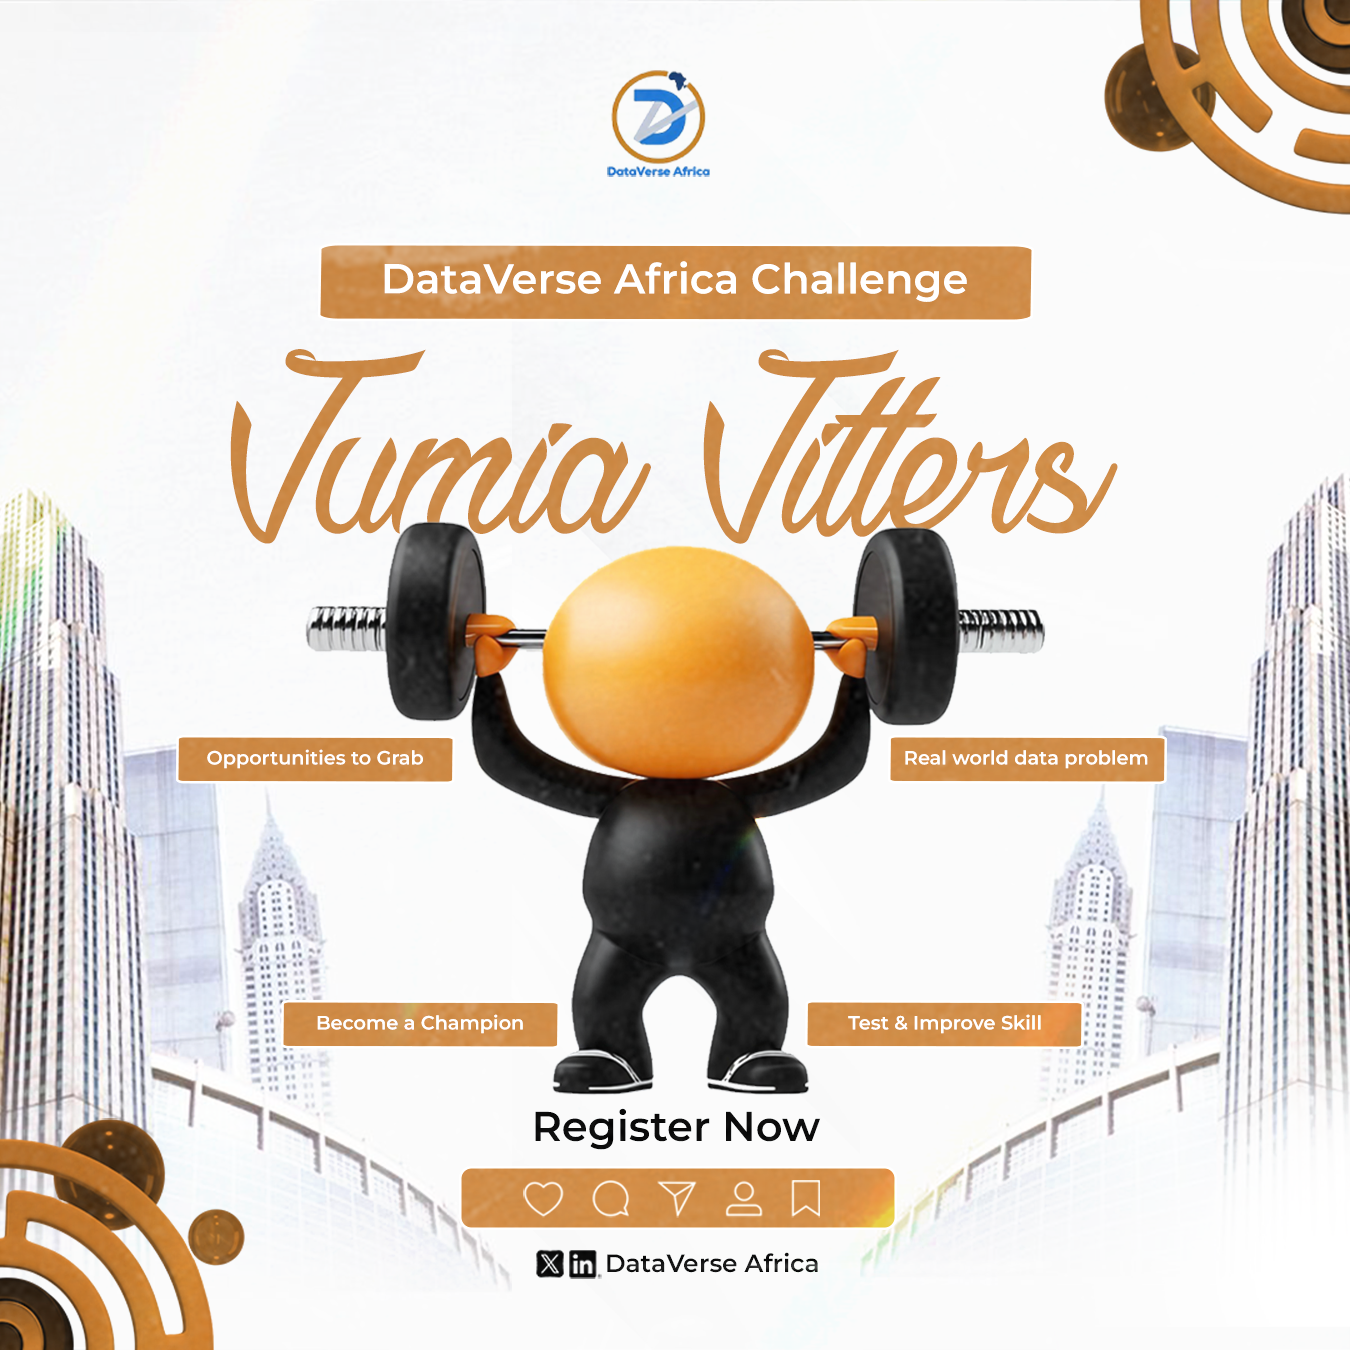 DataVerse Africa
DataVerse Africa Challenge
Jumia Jitters
Opportunities to Grab
Real world data problem
Become a Champion
Test & Improve Skill
Register Now
X in DataVerse Africa